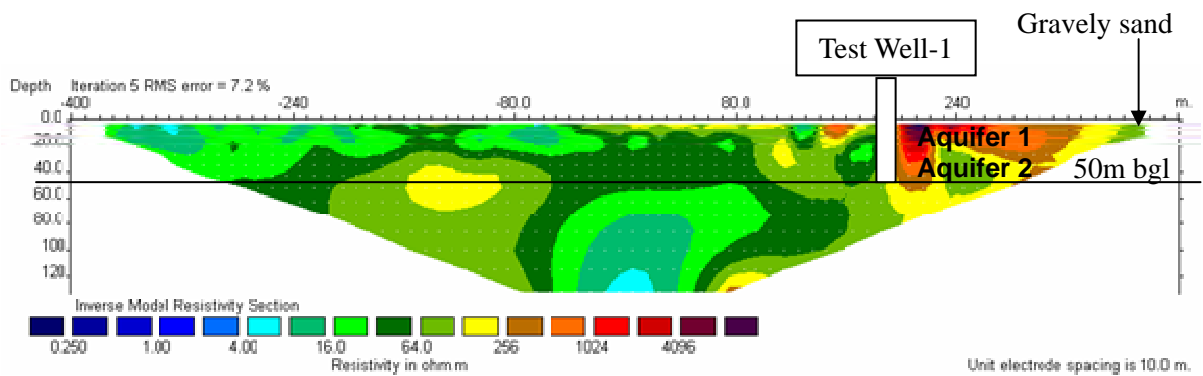 Gravely sand
Test Well-1
Depth Iteration 5 RMS error = 7.2 %
-400 -240 -80.0 80.0 240 m.
0.0
20.0
40.0
60.0
80.0
100.
120.
Aquifer 1
Aquifer 2 50m bgl
Inverse Model Resistivity Section
0.250 1.00 4.00 16.0 64.0 256 1024 4096
Resistivity in ohm m
Unit electrode spacing is 10.0 m.